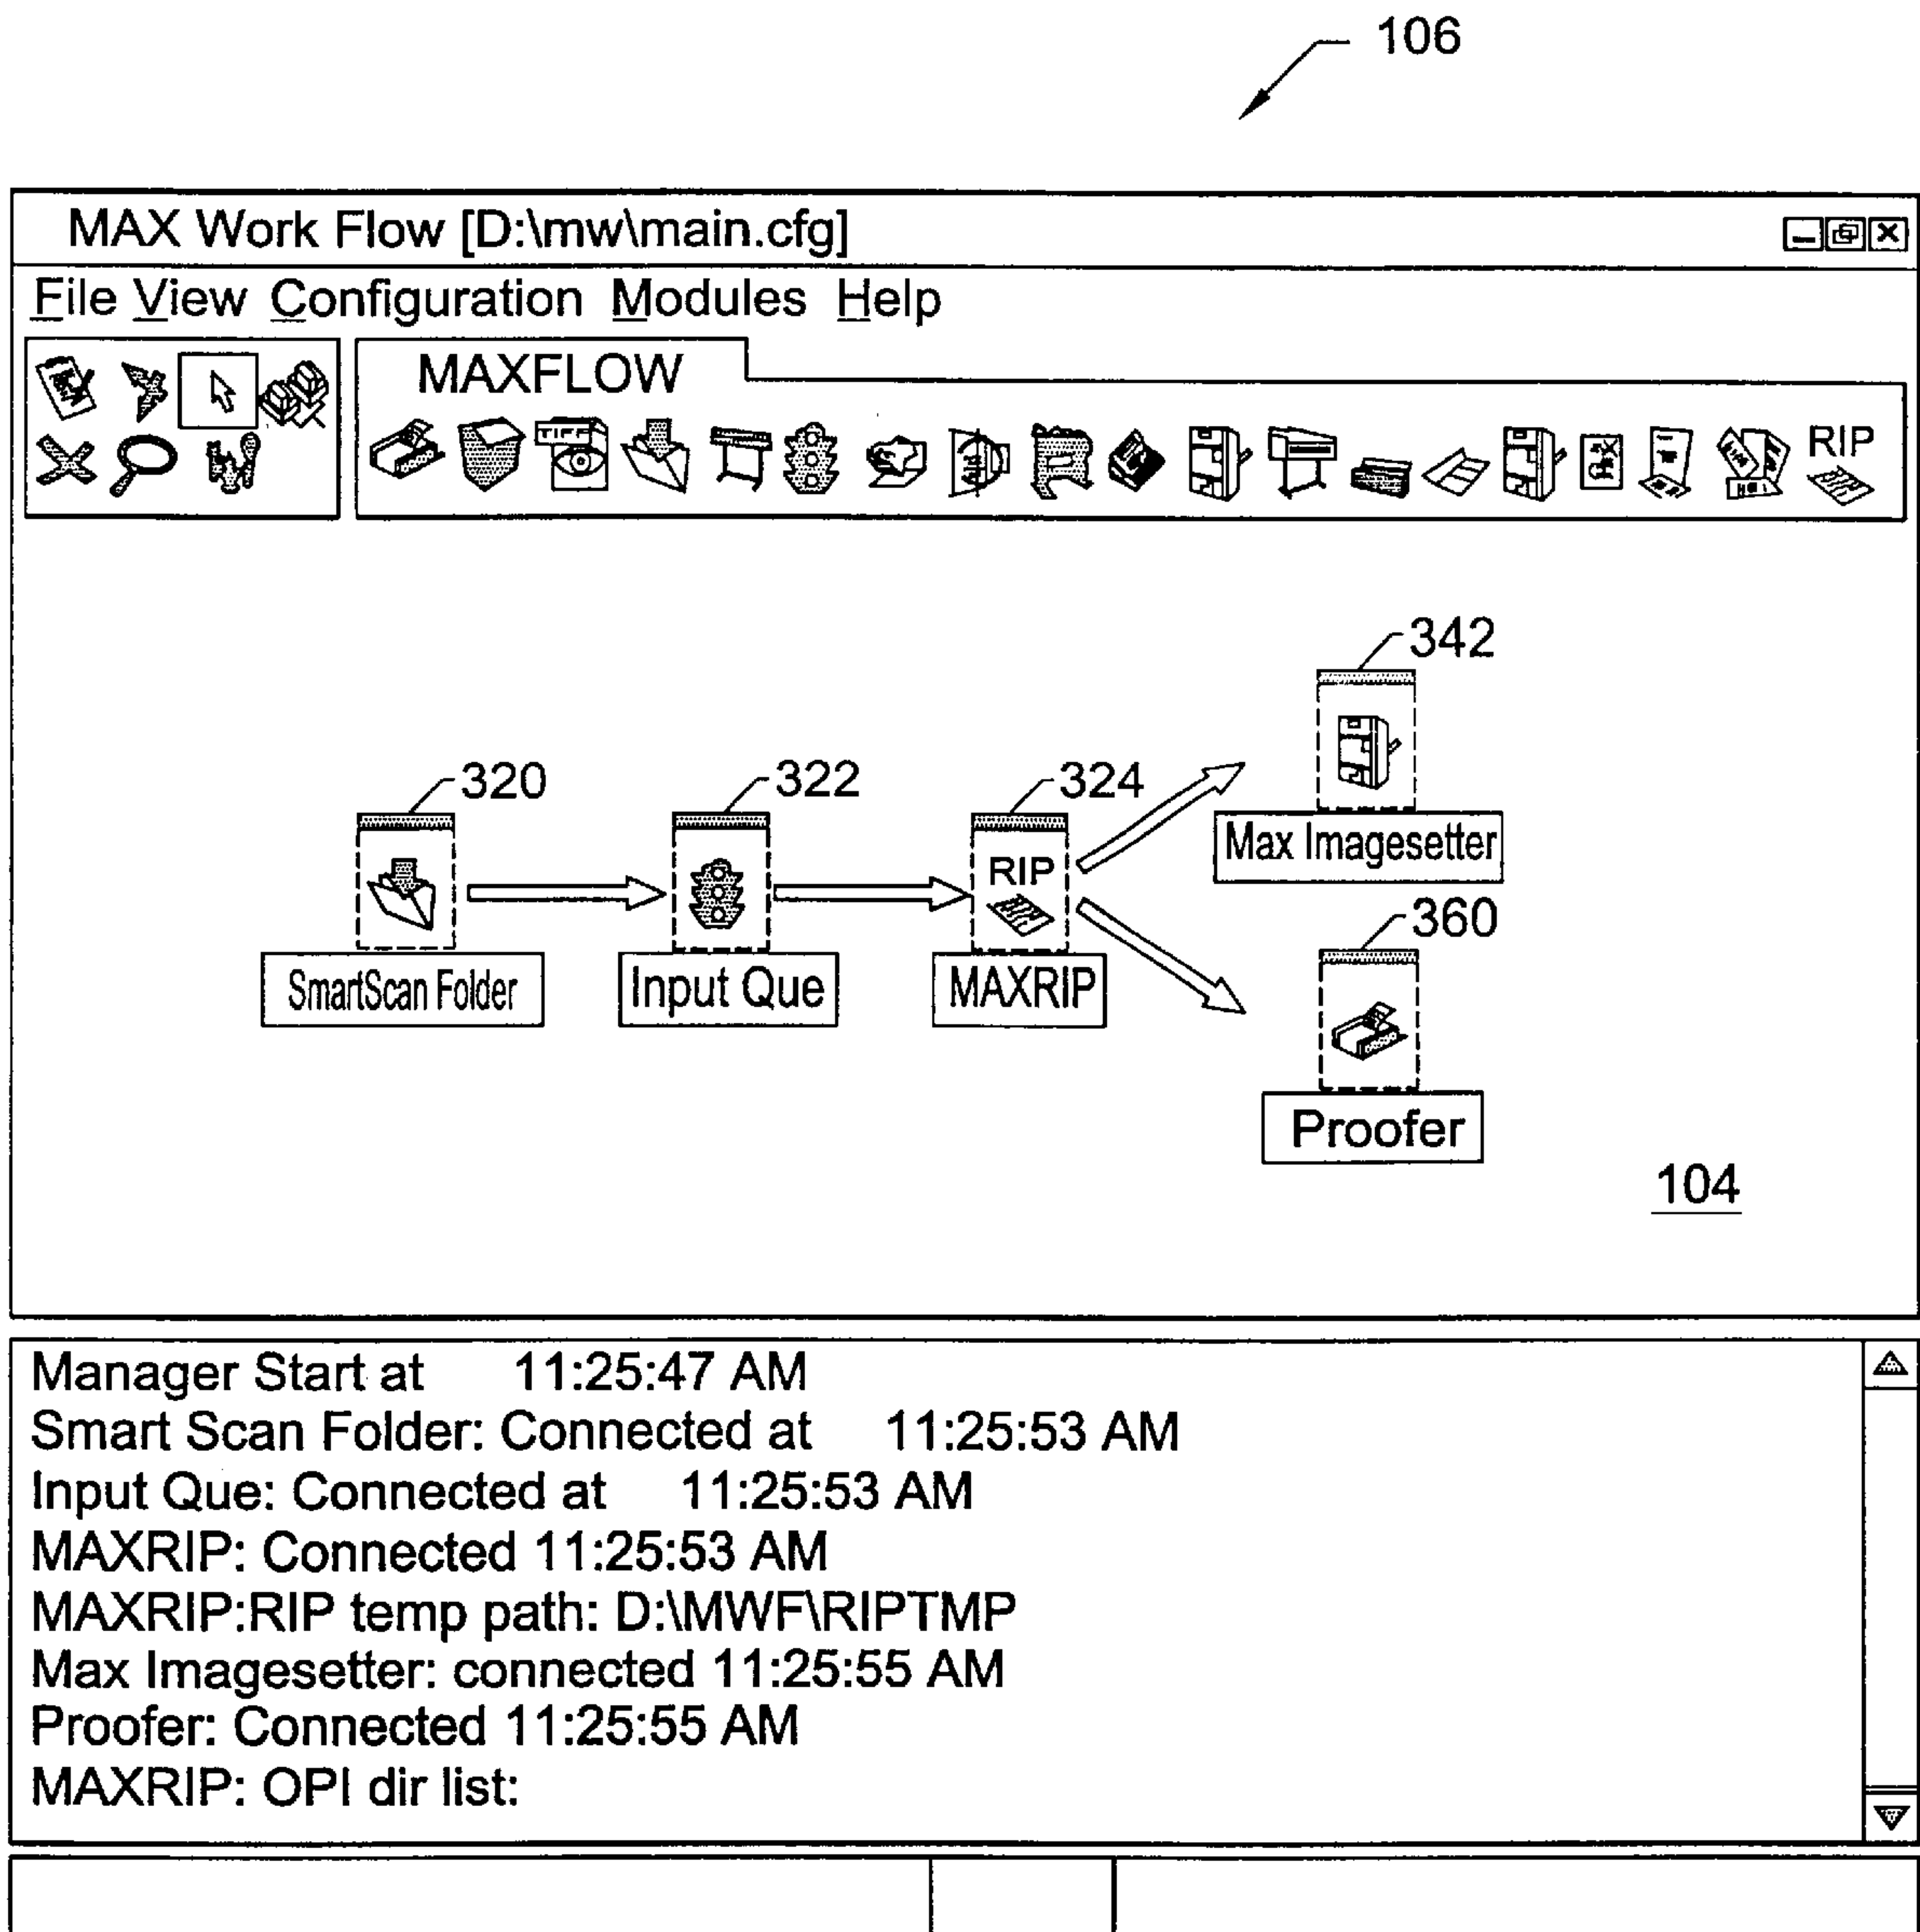 106
MAX Work Flow [D:\mw\main.cfg]
File View Configuration Modules Help
MAXFLOW
TIFF
RIP
342
Max Imagesetter
320
322
324
RIP
SmartScan Folder
Input Que
MAXRIP
360
Proofer
104
Manager Start at 11:25:47 AM
Smart Scan Folder: Connected at 11:25:53 AM
Input Que: Connected at 11:25:53 AM
MAXRIP: Connected 11:25:53 AM
MAXRIP:RIP temp path: D:\MWF\RIPTMP
Max Imagesetter: connected 11:25:55 AM
Proofer: Connected 11:25:55 AM
MAXRIP: OPI dir list: